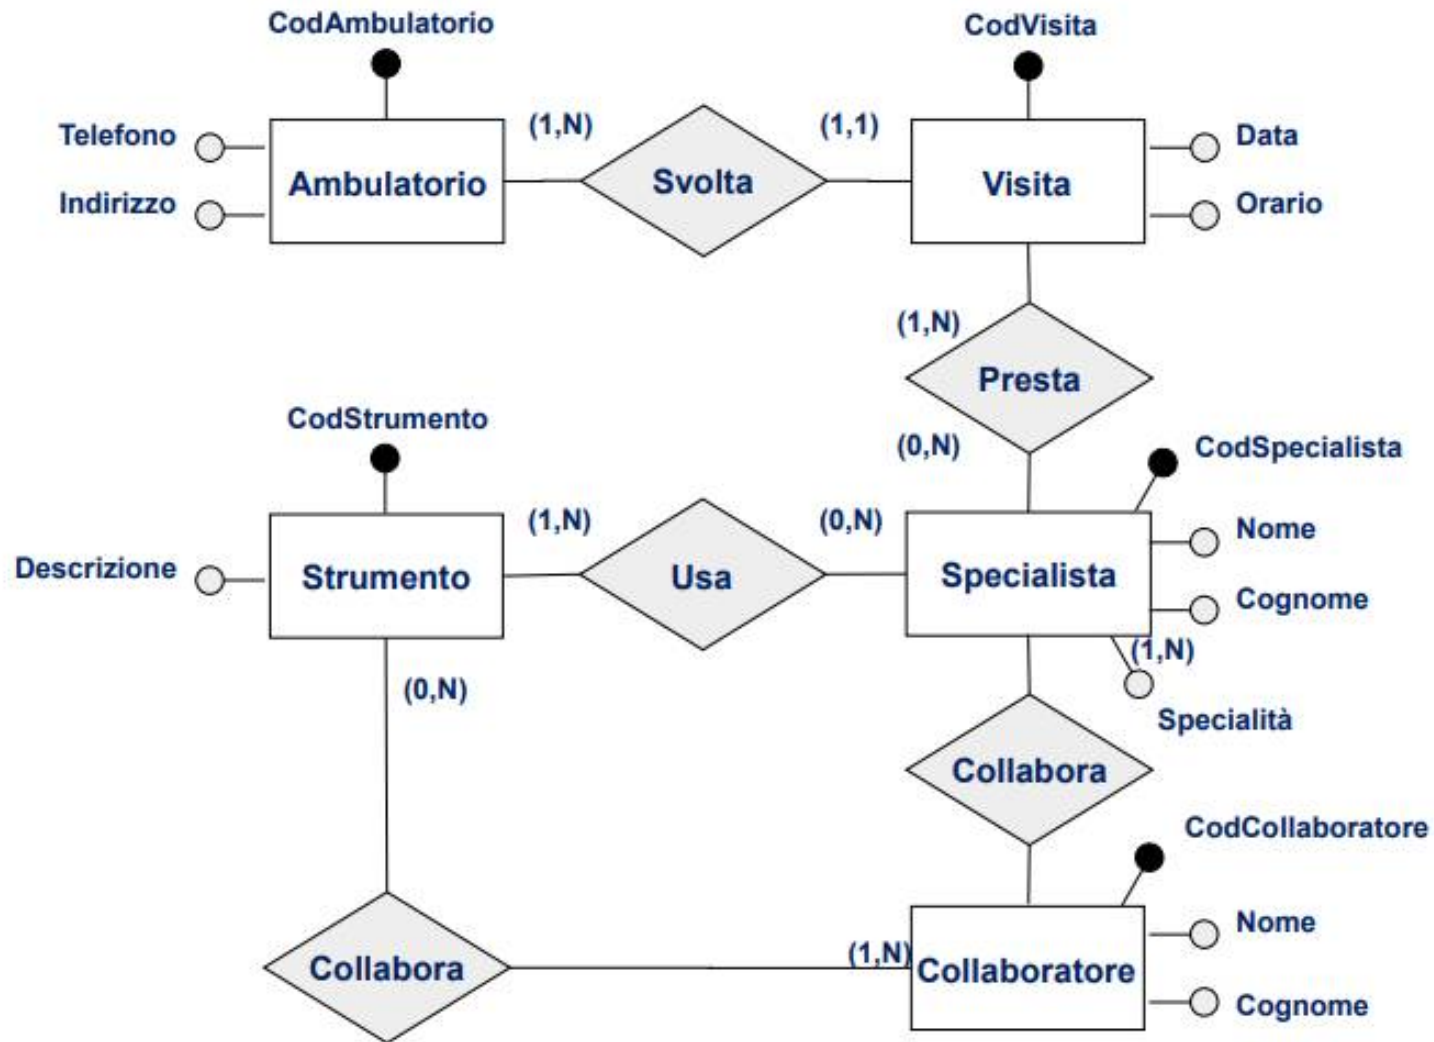 CodAmbulatorio
CodVisita
Telefono
(1,N)
(1,1)
Data
Ambulatorio
Svolta
Visita
Indirizzo
Orario
(1,N)
Presta
CodStrumento
(0,N)
CodSpecialista
(1,N)
(0,N)
Nome
Descrizione
Strumento
Usa
Specialista
Cognome
(1,N)
(0,N)
Specialità
Collabora
CodCollaboratore
Nome
(1,N)
Collabora
Collaboratore
Cognome